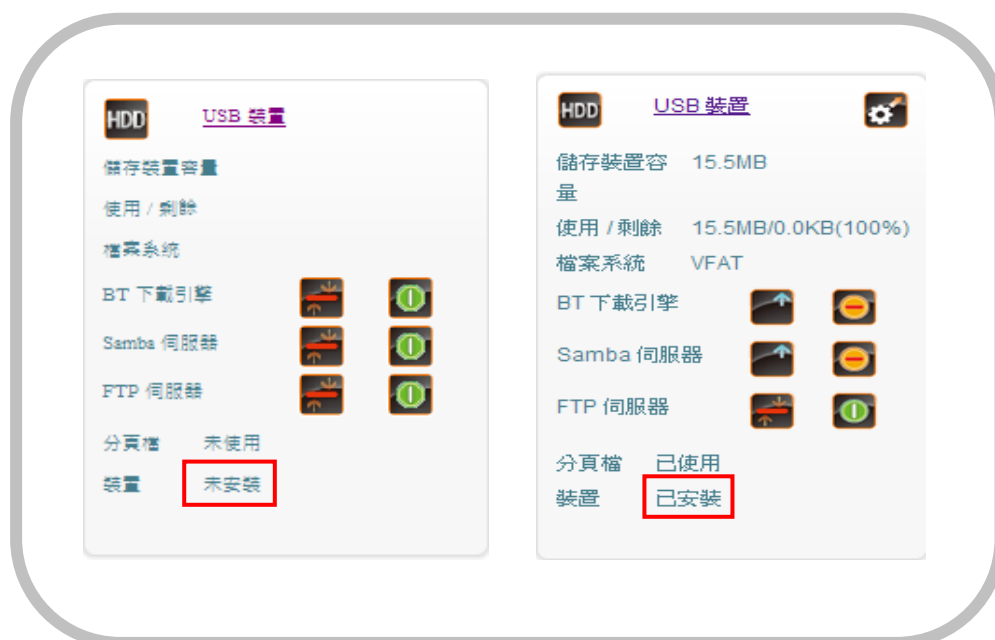 HDD USB 裝置
儲存裝置容量
使用 / 剩餘
檔案系統
BT 下載引擎
Samba 伺服器
FTP 伺服器
分頁檔 未使用
裝置 未安裝
HDD USB 裝置
儲存裝置容 15.5MB
量
使用 / 剩餘 15.5MB/0.0KB(100%)
檔案系統 VFAT
BT 下載引擎
Samba 伺服器
FTP 伺服器
分頁檔 已使用
裝置 已安裝